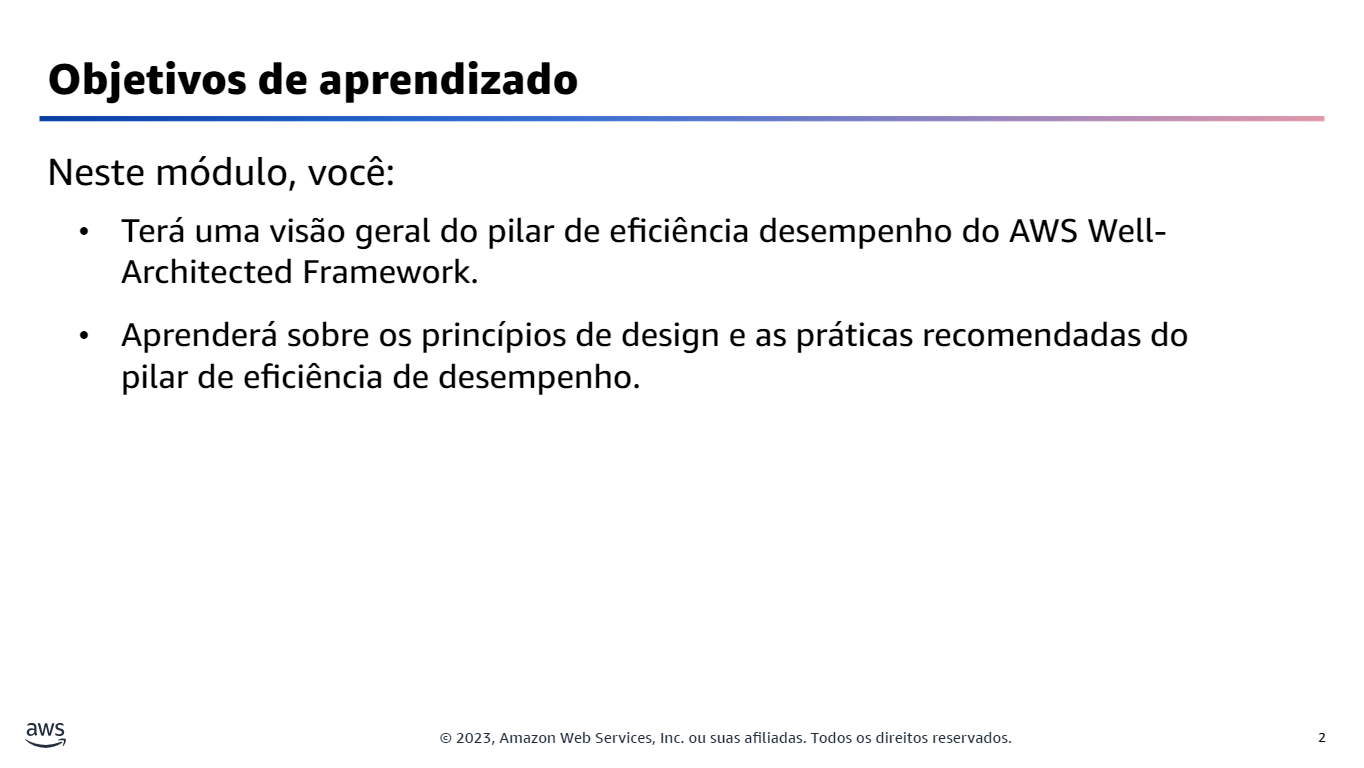 Objetivos de aprendizado
Neste módulo, você:
• Terá uma visão geral do pilar de eficiência desempenho do AWS Well-
Architected Framework.
• Aprenderá sobre os princípios de design e as práticas recomendadas do
pilar de eficiência de desempenho.
aws
© 2023, Amazon Web Services, Inc. ou suas afiliadas. Todos os direitos reservados.
2